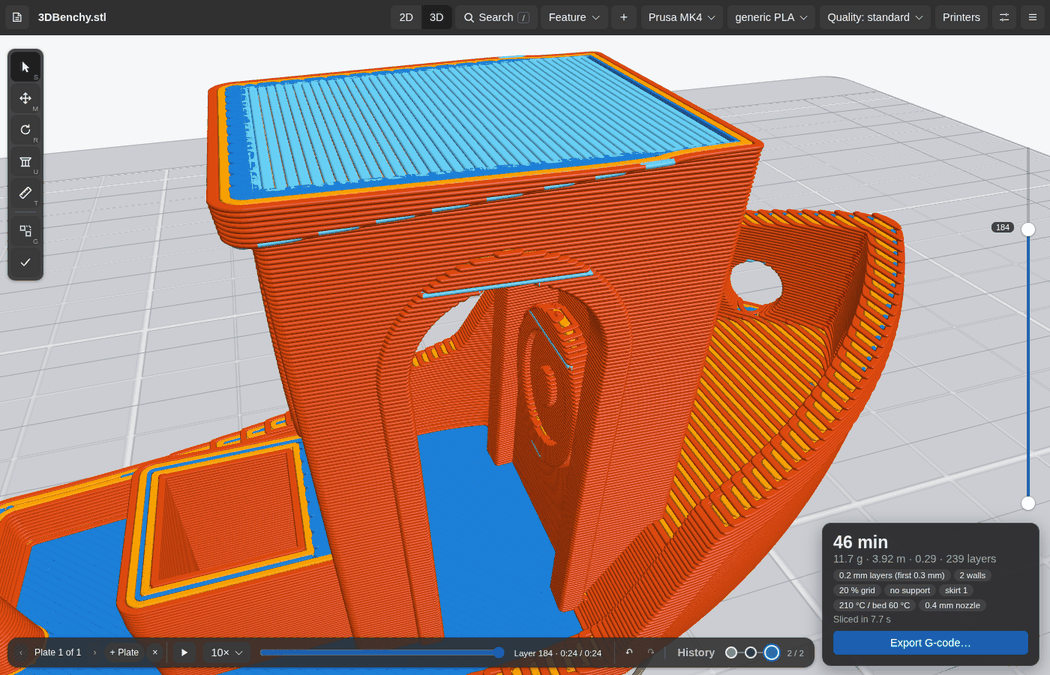 3DBenchy.stl
2D 3D Search / Feature + Prusa MK4 generic PLA Quality: standard Printers
S
M
R
U
T
G
184
46 min
11.7 g · 3.92 m · 0.29 · 239 layers
0.2 mm layers (first 0.3 mm) 2 walls
20 % grid no support skirt 1
210 °C / bed 60 °C 0.4 mm nozzle
Sliced in 7.7 s
Export G-code…
‹ Plate 1 of 1 › + Plate × 10× Layer 184 · 0:24 / 0:24 History 2 / 2